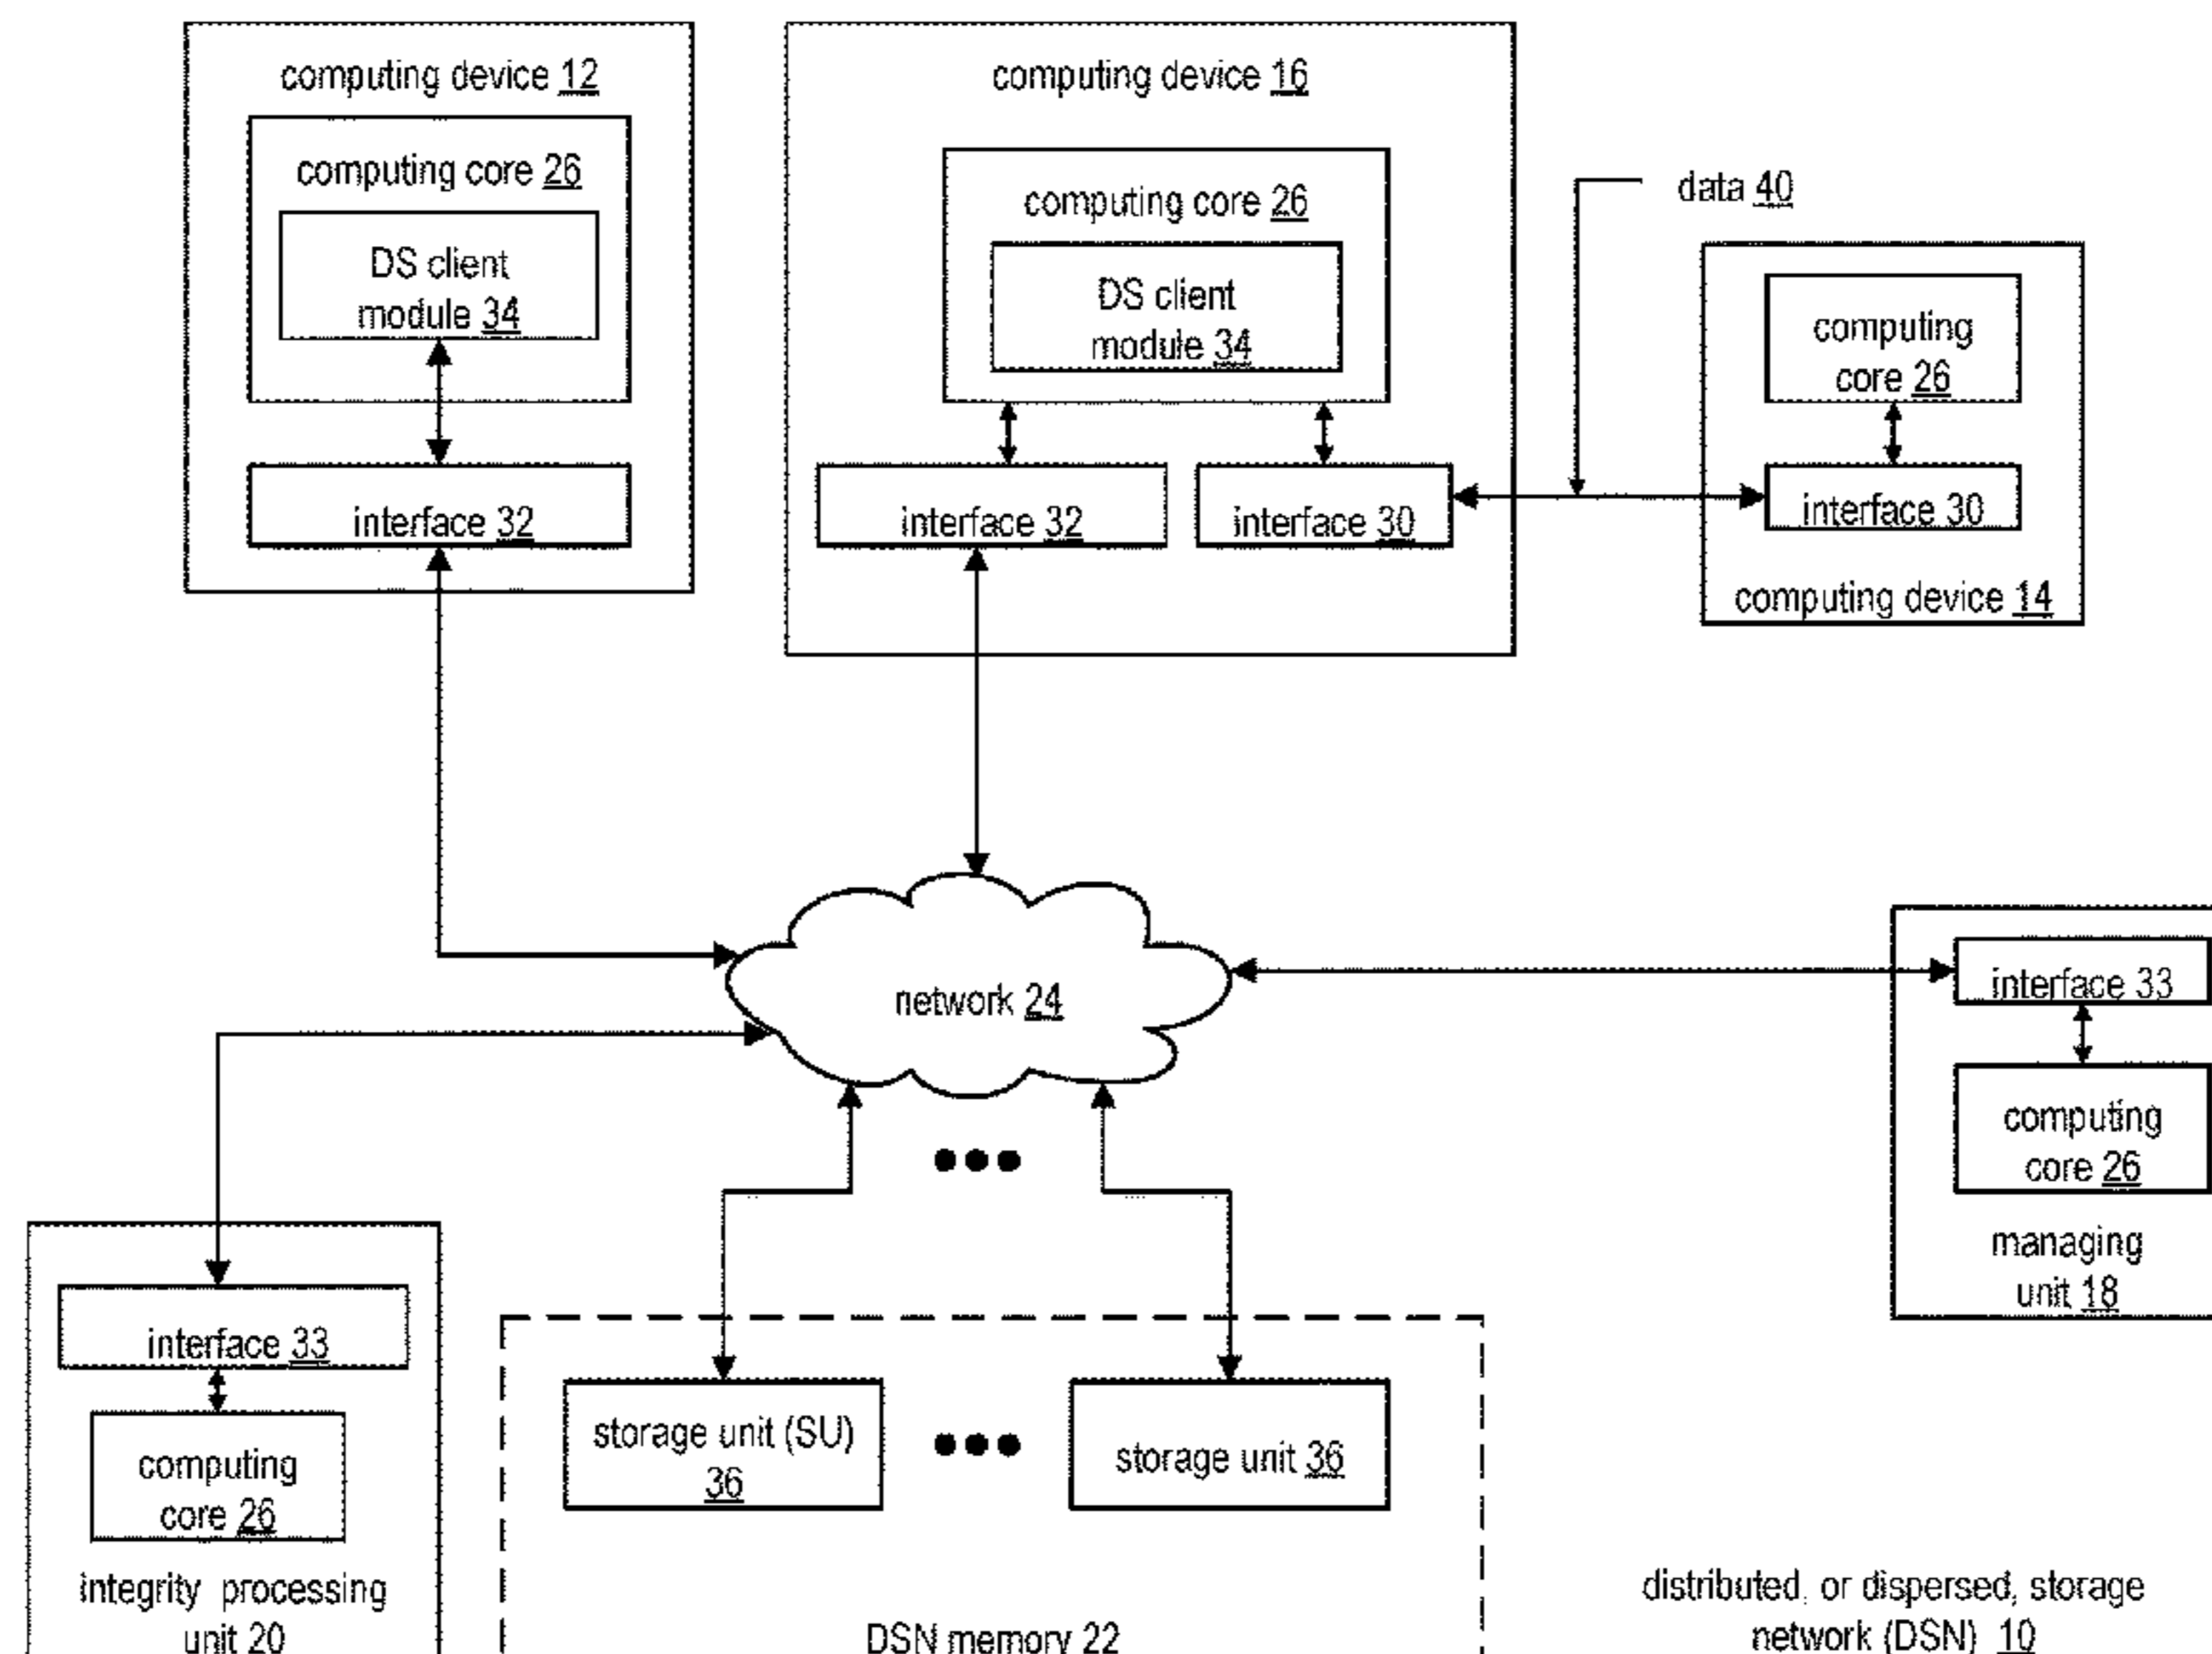 computing device 12
computing core 26
DS client
module 34
interface 32
computing device 16
computing core 26
DS client
module 34
interface 32
interface 30
data 40
computing
core 26
interface 30
computing device 14
network 24
interface 33
computing
core 26
managing
unit 18
interface 33
computing
core 26
integrity processing
unit 20
storage unit (SU)
36
storage unit 36
DSN memory 22
distributed, or dispersed, storage
network (DSN) 10